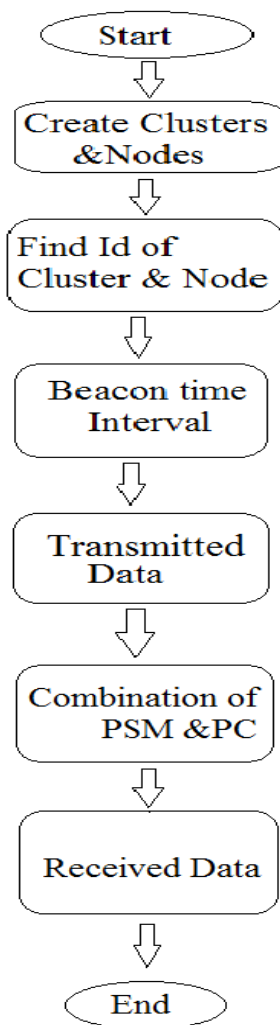 Start
Create Clusters
&Nodes
Find Id of
Cluster & Node
Beacon time
Interval
Transmitted
Data
Combination of
PSM &PC
Received Data
End